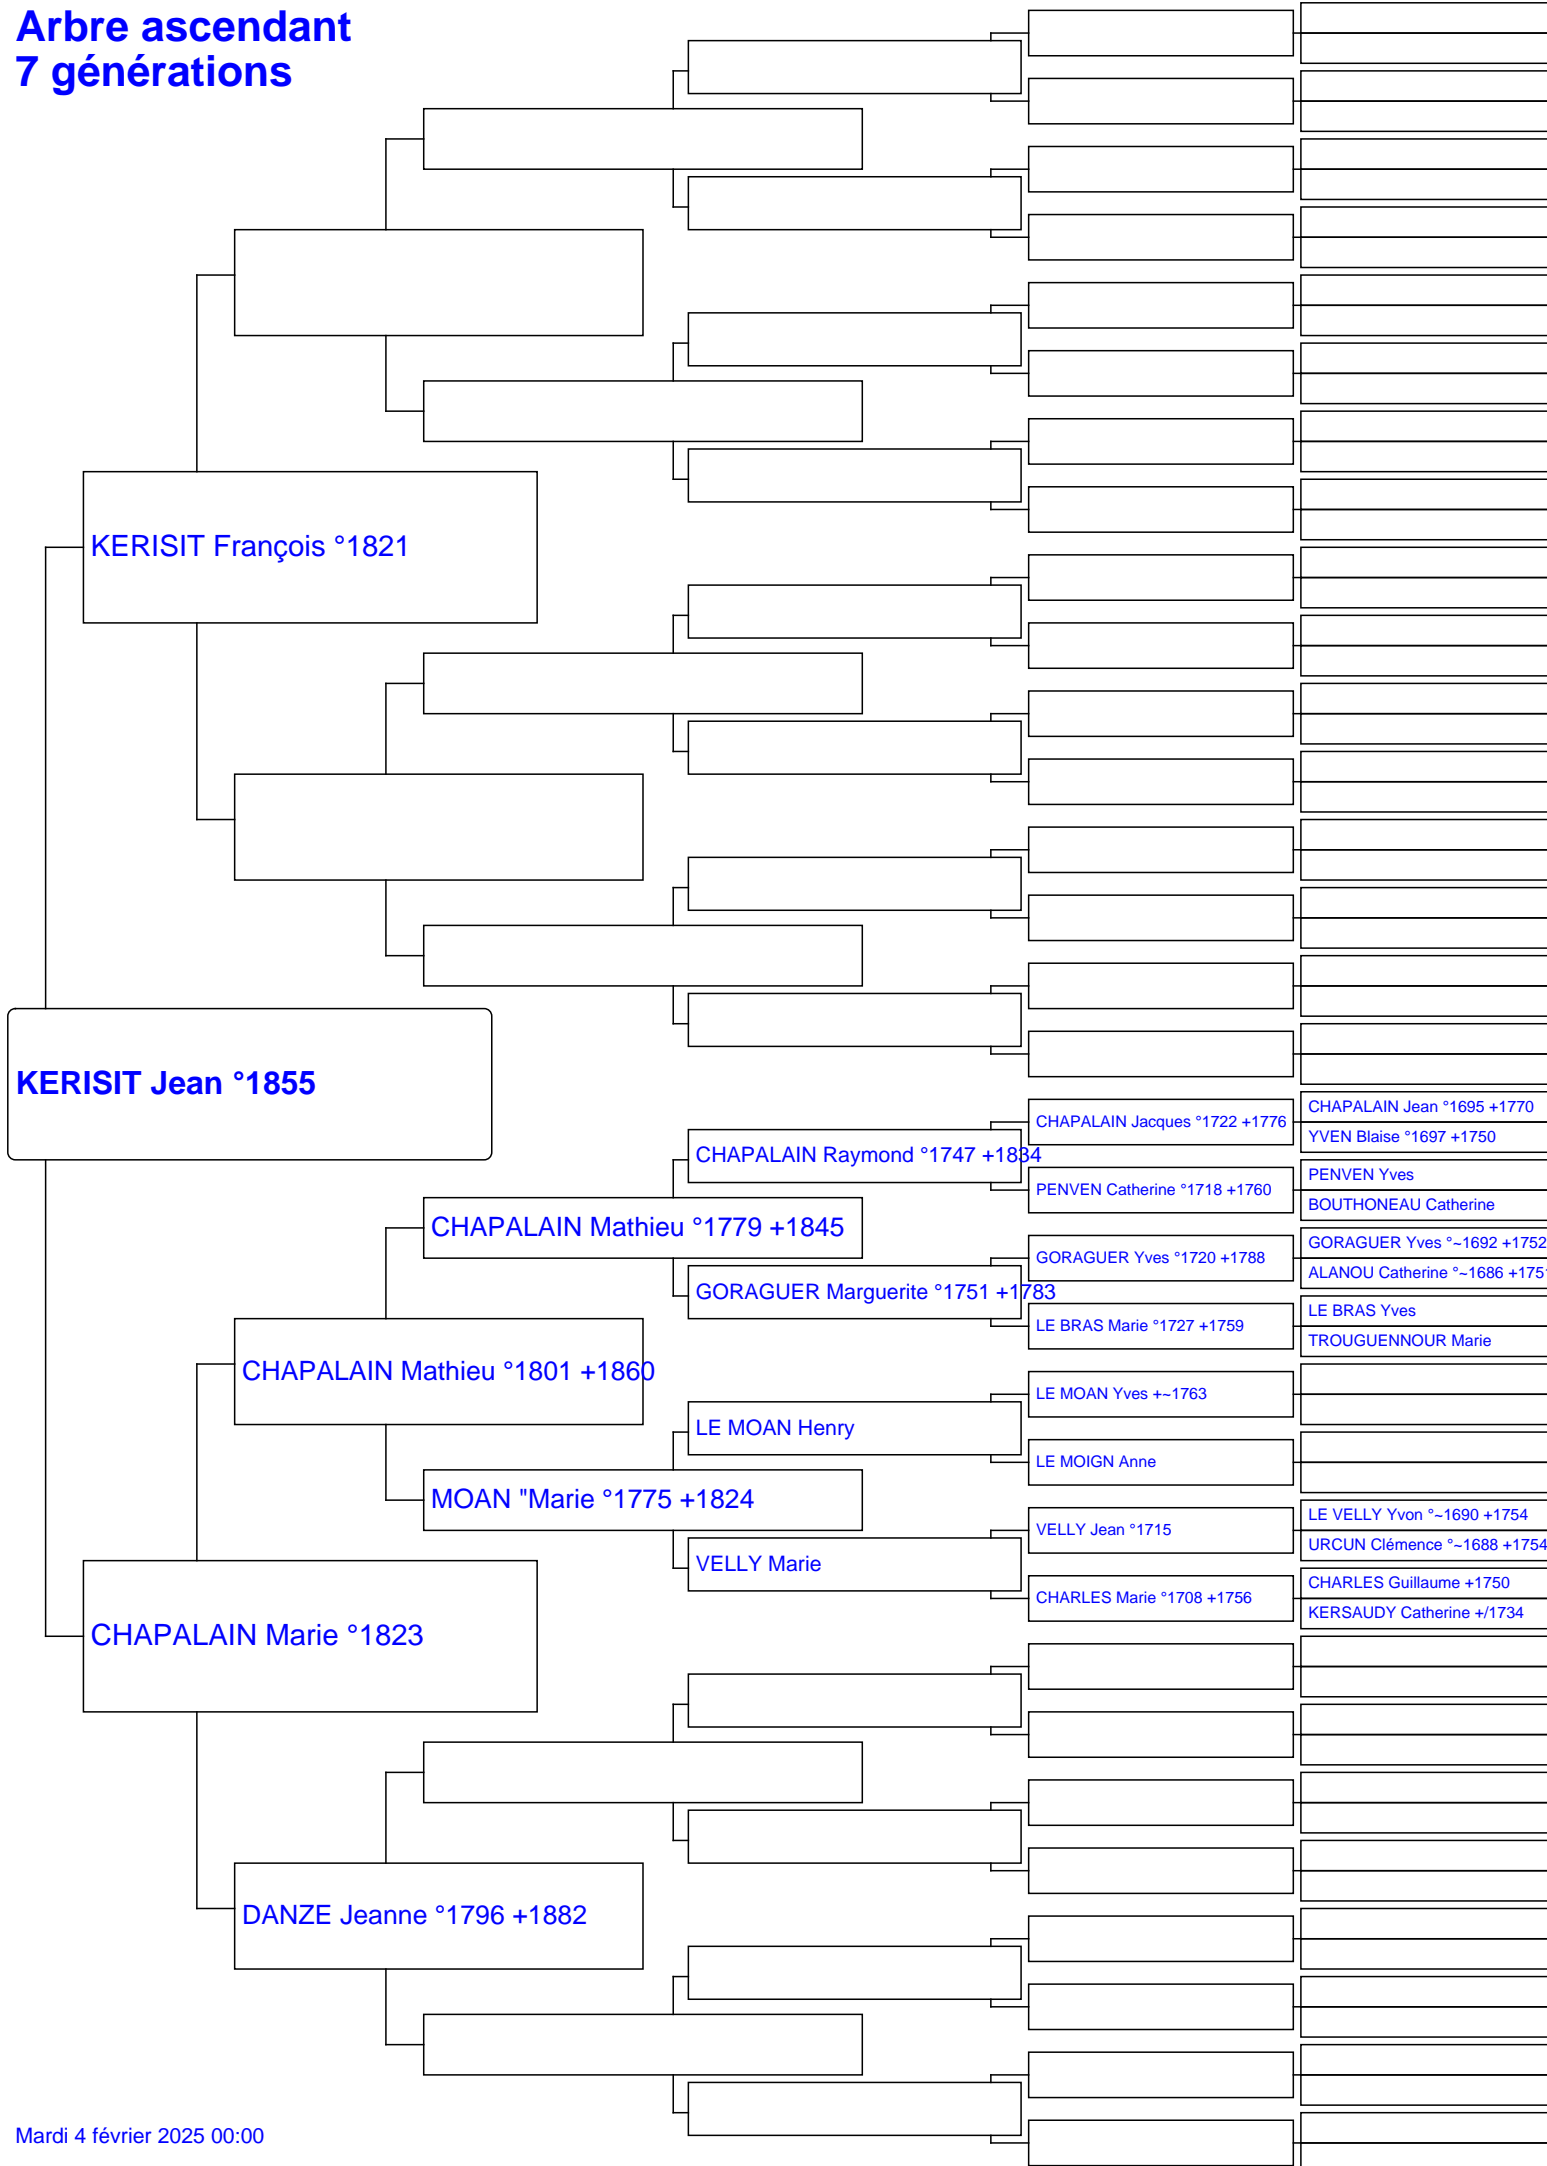 Arbre ascendant
7 générations
KERISIT François °1821
KERISIT Jean °1855
CHAPALAIN Jacques °1722 +1776
CHAPALAIN Jean °1695 +1770
YVEN Blaise °1697 +1750
CHAPALAIN Raymond °1747 +1834
PENVEN Catherine °1718 +1760
PENVEN Yves
BOUTHONEAU Catherine
CHAPALAIN Mathieu °1779 +1845
GORAGUER Yves °1720 +1788
GORAGUER Yves °~1692 +1752
ALANOU Catherine °~1686 +1751
GORAGUER Marguerite °1751 +1783
LE BRAS Marie °1727 +1759
LE BRAS Yves
TROUGUENNOUR Marie
CHAPALAIN Mathieu °1801 +1860
LE MOAN Yves +~1763
LE MOAN Henry
LE MOIGN Anne
MOAN "Marie °1775 +1824
VELLY Jean °1715
LE VELLY Yvon °~1690 +1754
URCUN Clémence °~1688 +1754
VELLY Marie
CHARLES Marie °1708 +1756
CHARLES Guillaume +1750
KERSAUDY Catherine +/1734
CHAPALAIN Marie °1823
DANZE Jeanne °1796 +1882
Mardi 4 février 2025 00:00